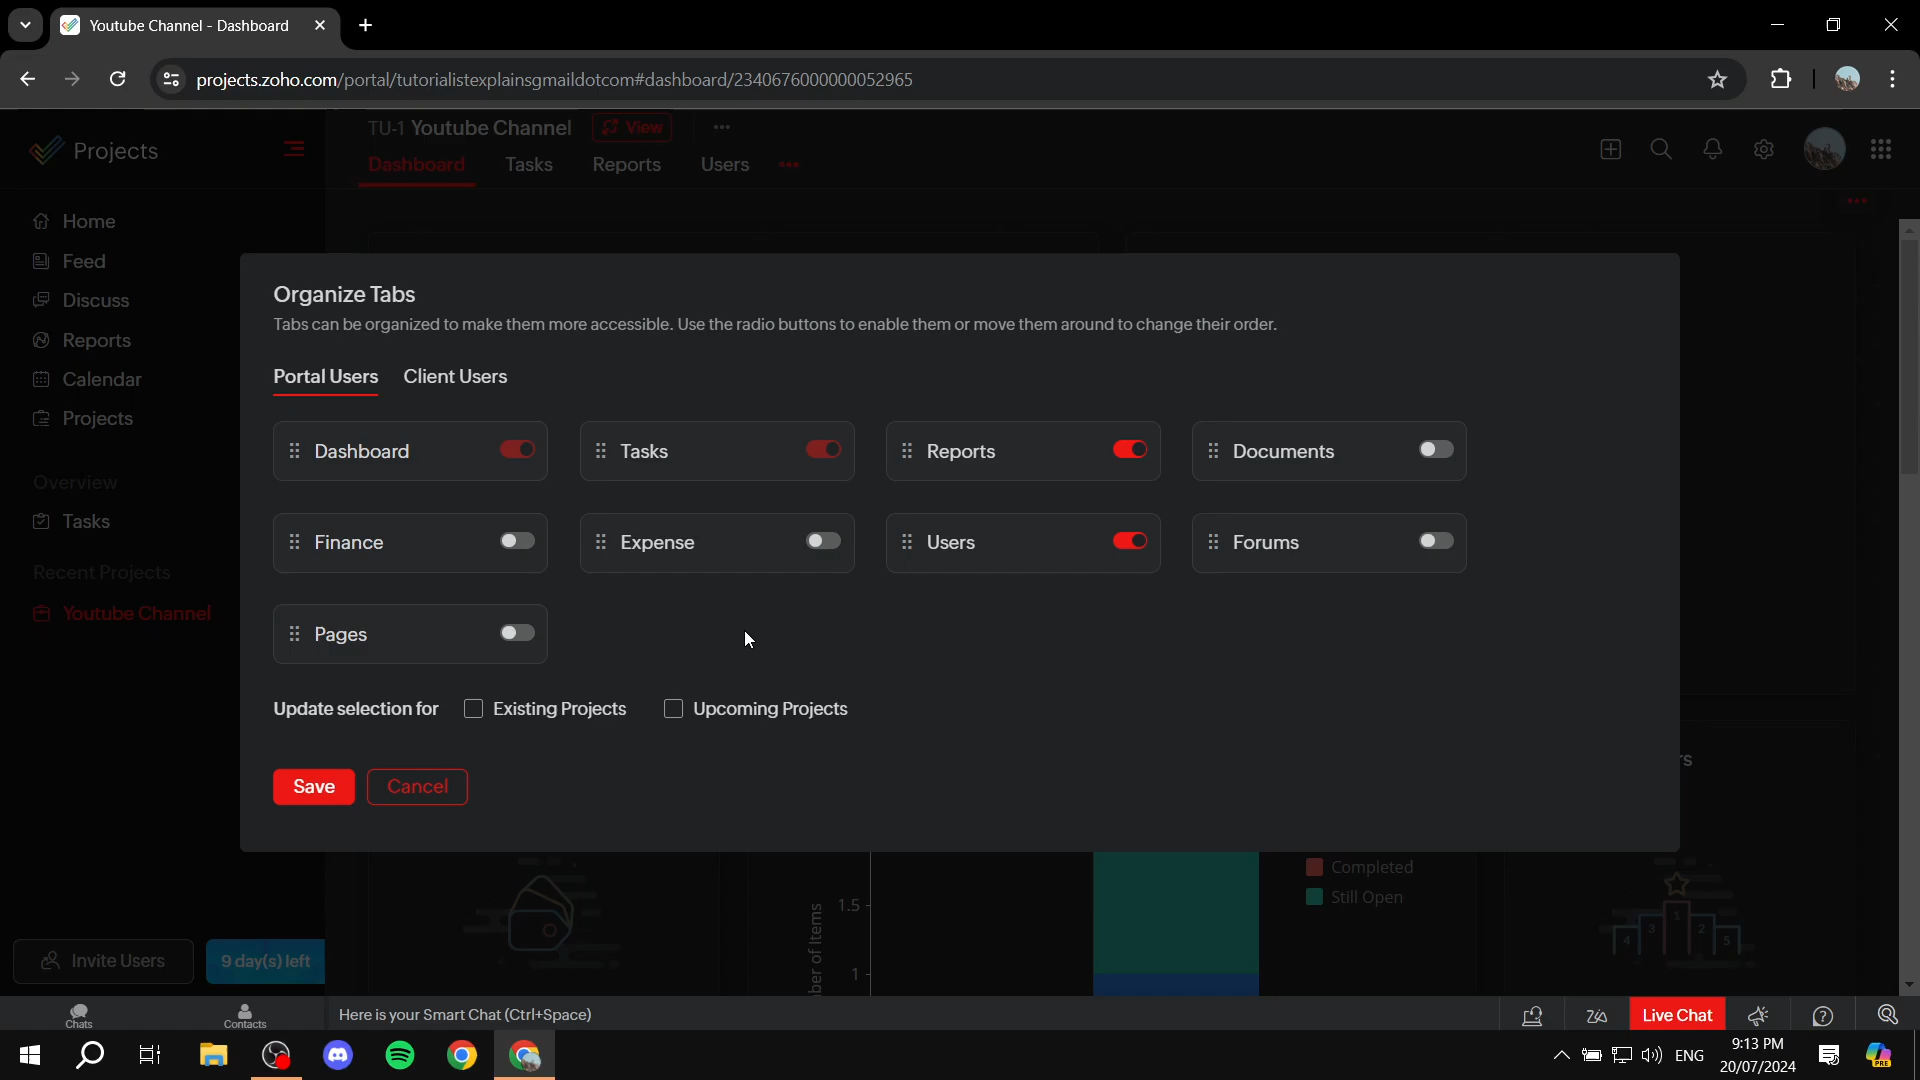 Youtube Channel - Dashboard
projects.zoho.com/portal/tutorialistexplainsgmaildotcom#dashboard/2340676000000052965
Projects
TU-1 Youtube Channel View
Dashboard Tasks Reports Users
Home
Feed
Discuss
Reports
Calendar
Projects
Overview
Tasks
Recent Projects
Youtube Channel
Organize Tabs
Tabs can be organized to make them more accessible. Use the radio buttons to enable them or move them around to change their order.
Portal Users Client Users
Dashboard Tasks Reports Documents
Finance Expense Users Forums
Pages
Update selection for Existing Projects Upcoming Projects
Save Cancel
Completed
Still Open
1.5
1
Invite Users 9 day(s) left
Chats Contacts Here is your Smart Chat (Ctrl+Space) Live Chat
ENG
9:13 PM
20/07/2024
PRE